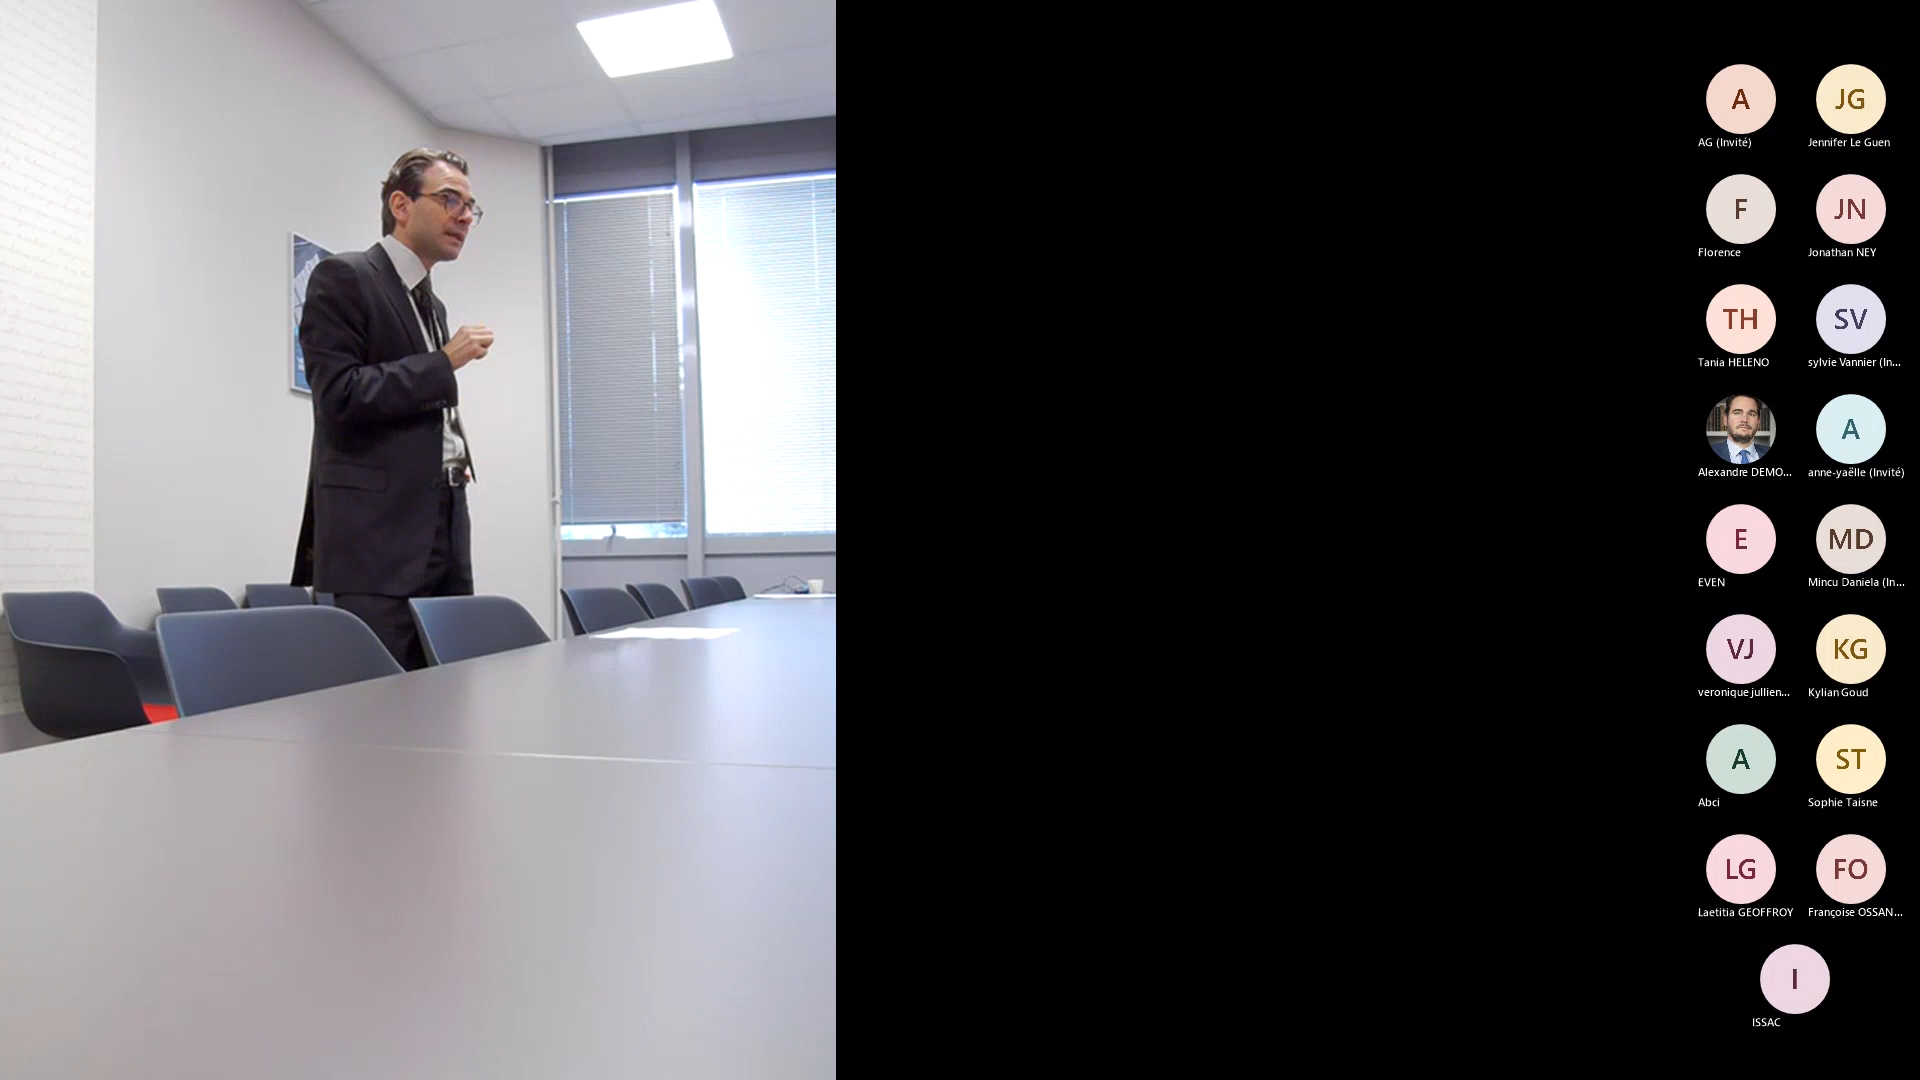 A
JG
AG (Invité)
Jennifer Le Guen
F
JN
Florence
Jonathan NEY
TH
SV
Tania HELENO
sylvie Vannier (In...
Alexandre DEMO...
A
anne-yaëlle (Invité)
E
MD
EVEN
Mincu Daniela (In...
VJ
KG
veronique jullien...
Kylian Goud
A
ST
Abci
Sophie Taisne
LG
FO
Laetitia GEOFFROY
Françoise OSSAN...
I
ISSAC